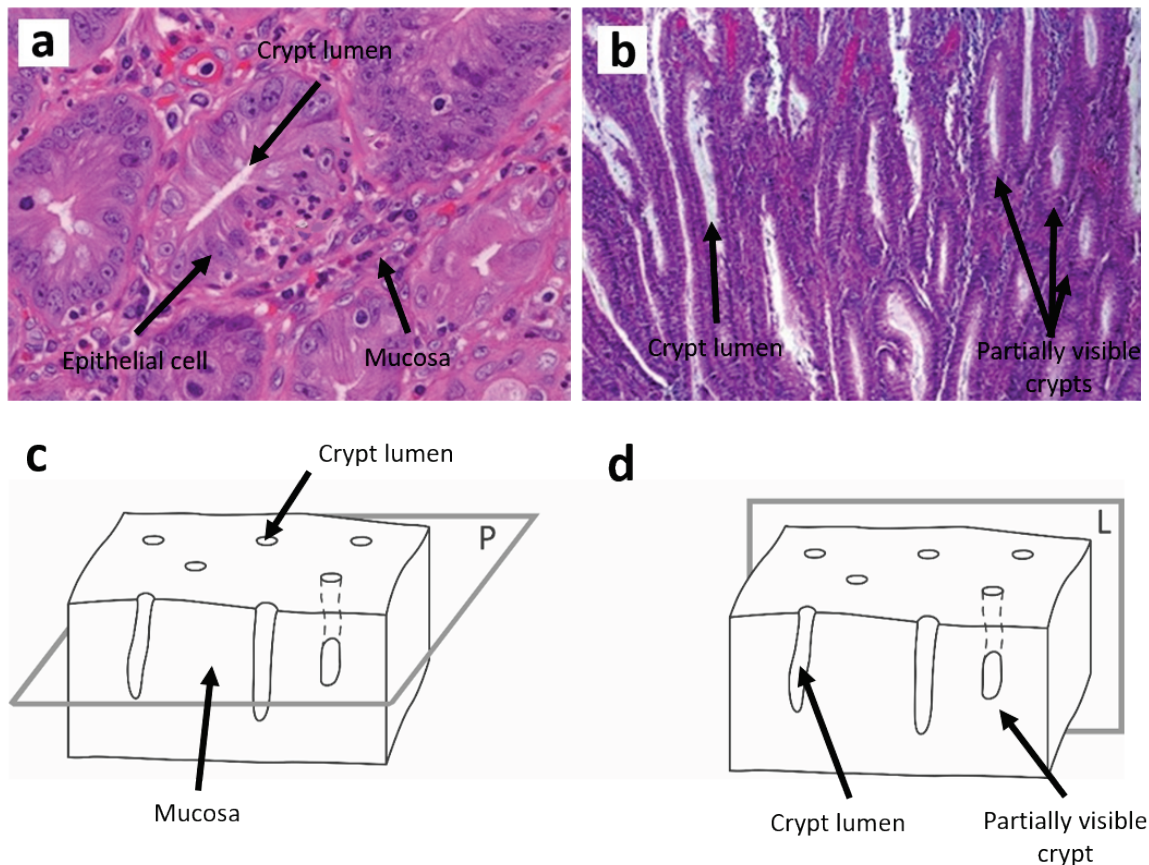 a
Crypt lumen
Epithelial cell
Mucosa
b
Crypt lumen
Partially visible
crypts
c
Crypt lumen
P
Mucosa
d
L
Crypt lumen
Partially visible
crypt